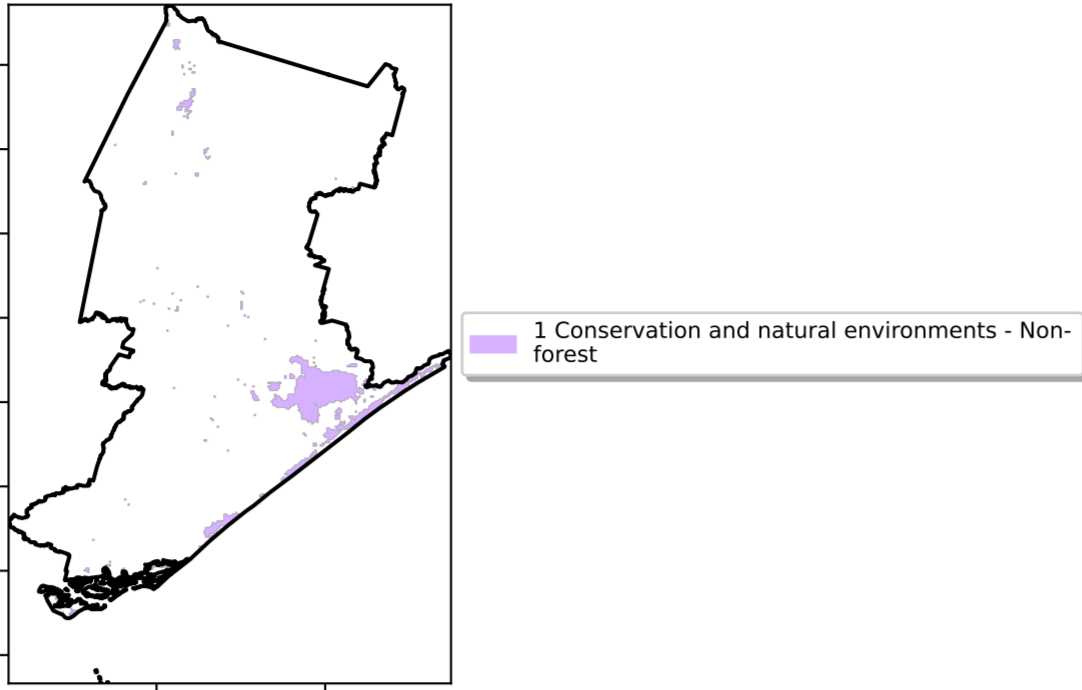 1 Conservation and natural environments - Non-
forest